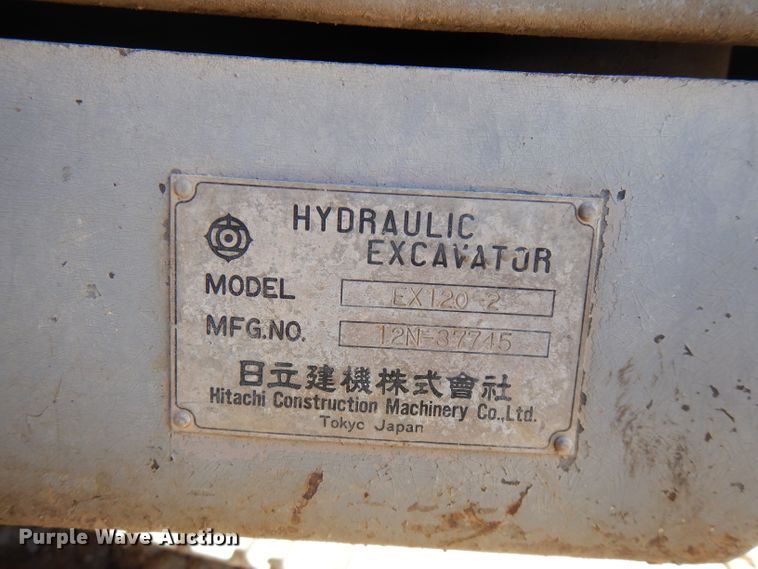 HYDRAULIC
EXCAVATOR
MODEL EX120-2
MFG.NO. 12N-37745
日立建機株式會社
Hitachi Construction Machinery Co.,Ltd.
Tokyo Japan
Purple Wave Auction